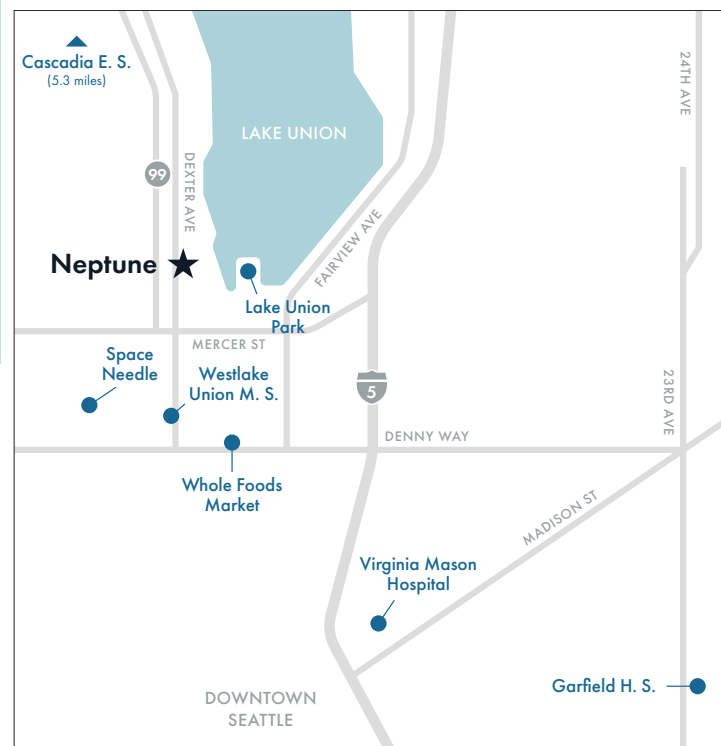 Cascadia E. S.
(5.3 miles)
24TH AVE
LAKE UNION
99
DEXTER AVE
FAIRVIEW AVE
Neptune
Lake Union
Park
MERCER ST
Space
Needle
Westlake
Union M. S.
5
23RD AVE
DENNY WAY
Whole Foods
Market
MADISON ST
Virginia Mason
Hospital
Garfield H. S.
DOWNTOWN
SEATTLE